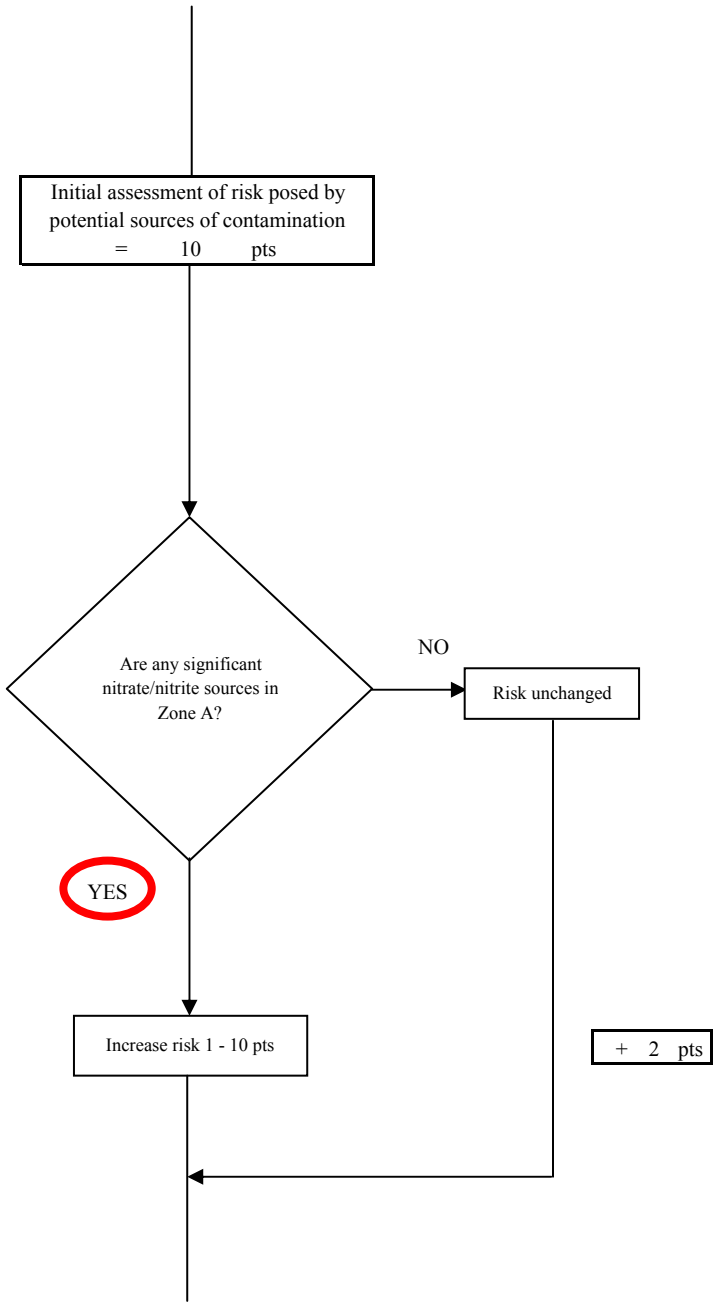 Initial assessment of risk posed by
potential sources of contamination
= 10 pts
Are any significant
nitrate/nitrite sources in
Zone A?
NO
Risk unchanged
YES
Increase risk 1 - 10 pts
+ 2 pts